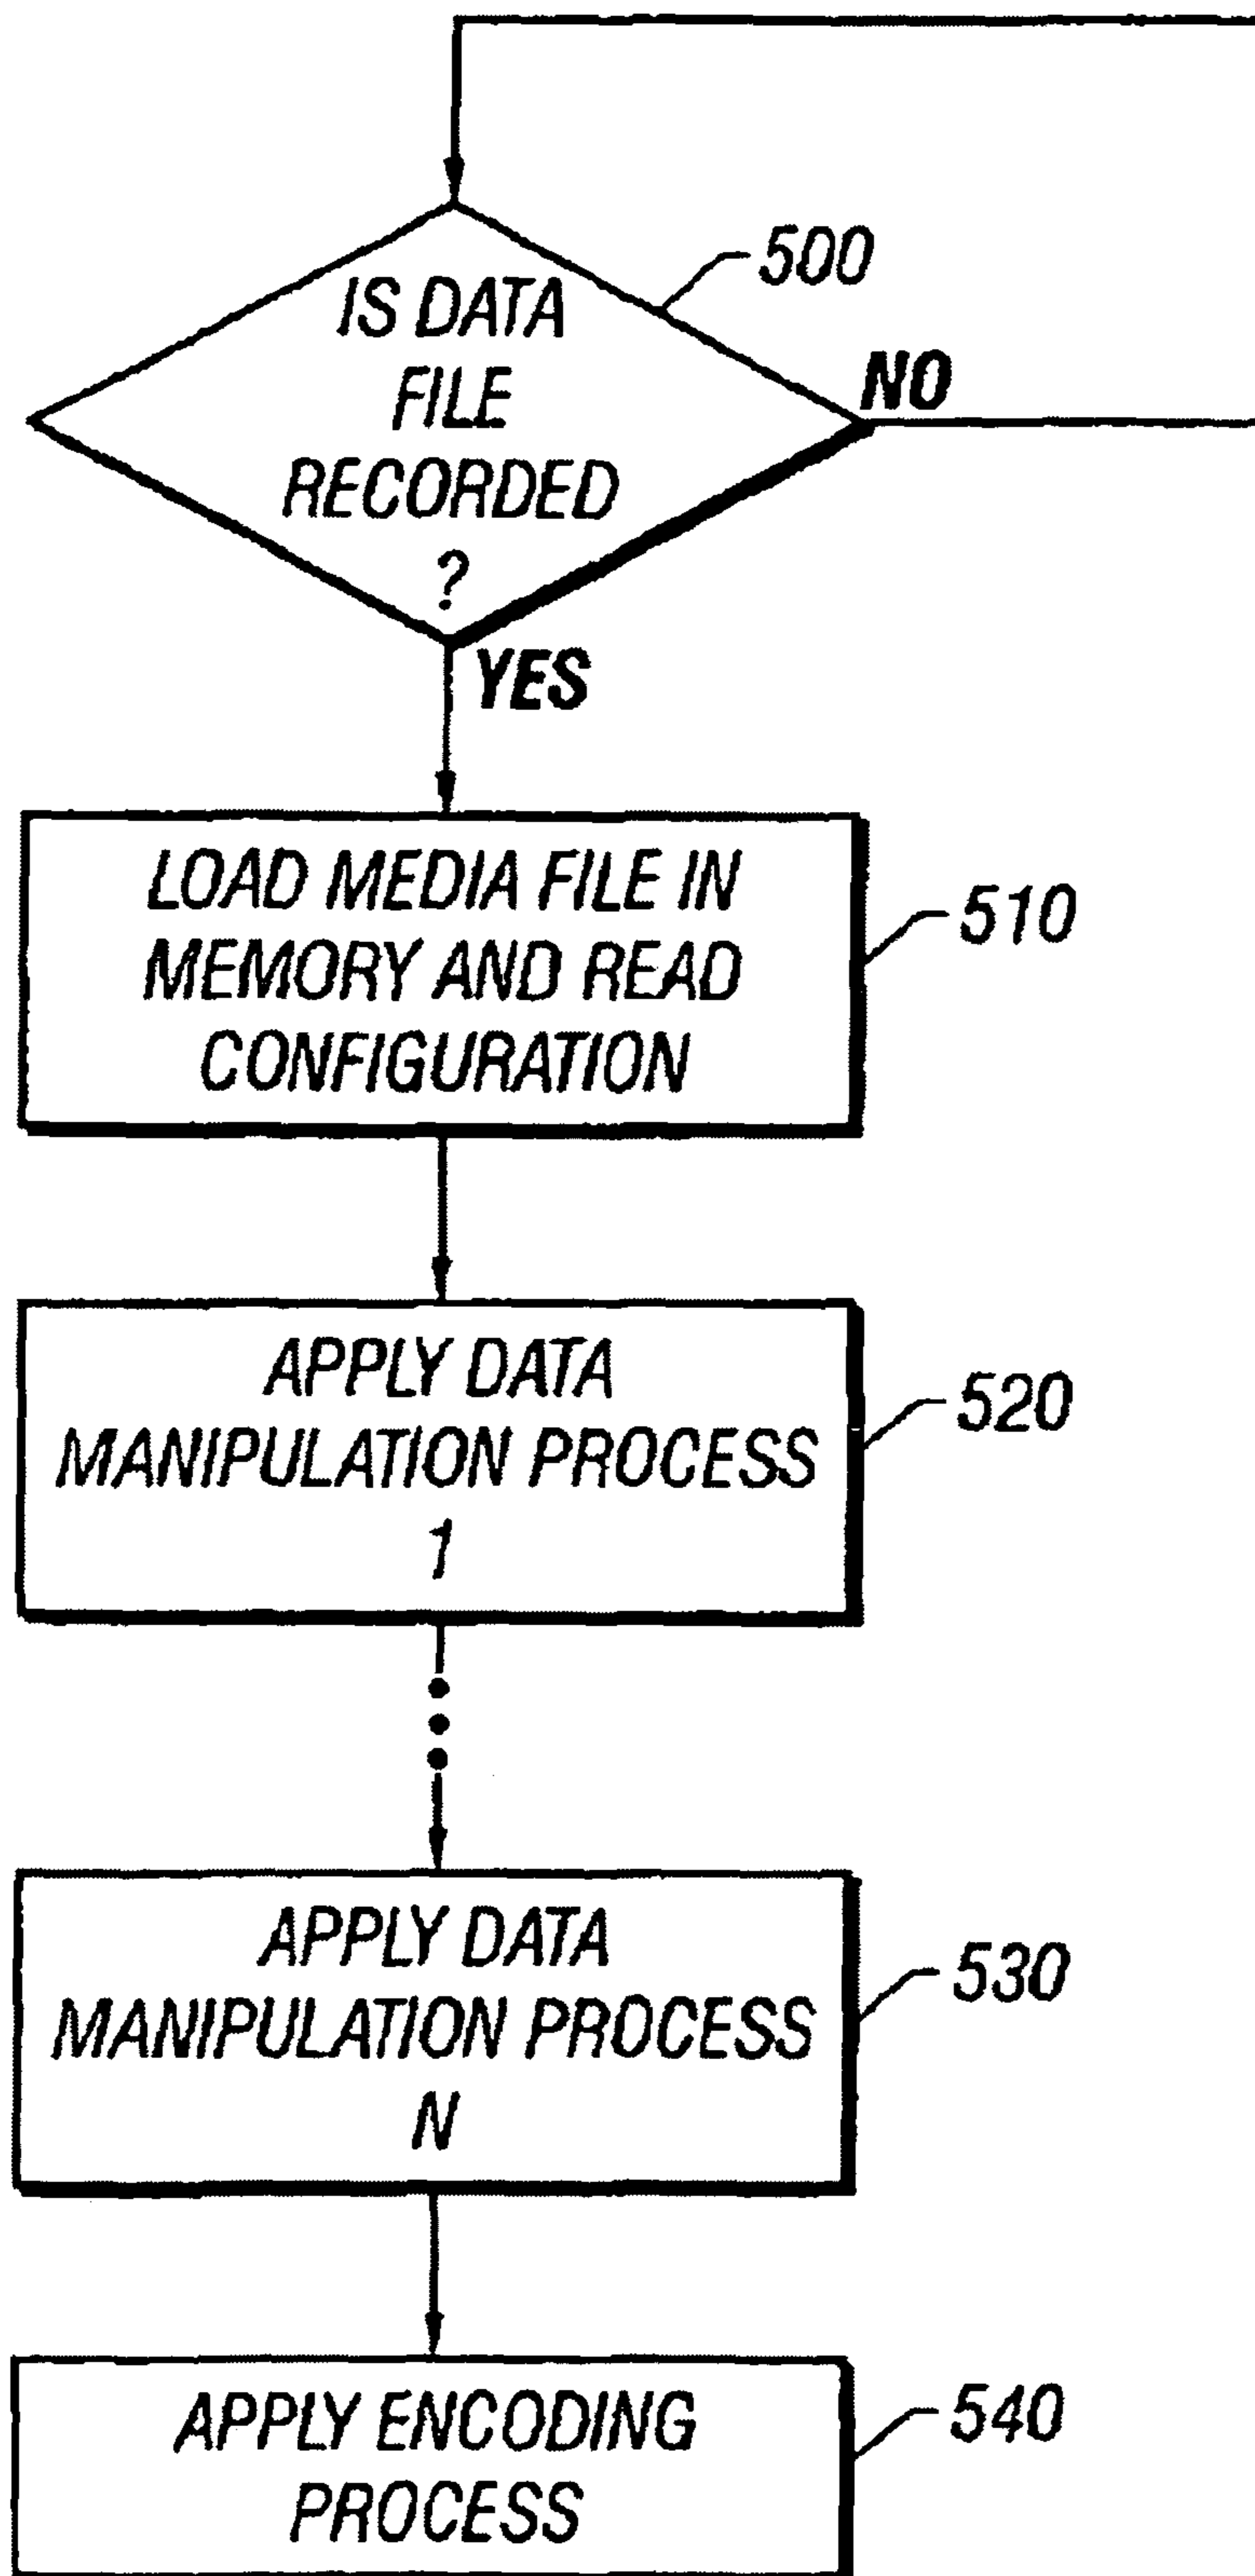 500
IS DATA
FILE
RECORDED
?
NO
YES
LOAD MEDIA FILE IN
MEMORY AND READ
CONFIGURATION
510
APPLY DATA
MANIPULATION PROCESS
1
520
APPLY DATA
MANIPULATION PROCESS
N
530
APPLY ENCODING
PROCESS
540